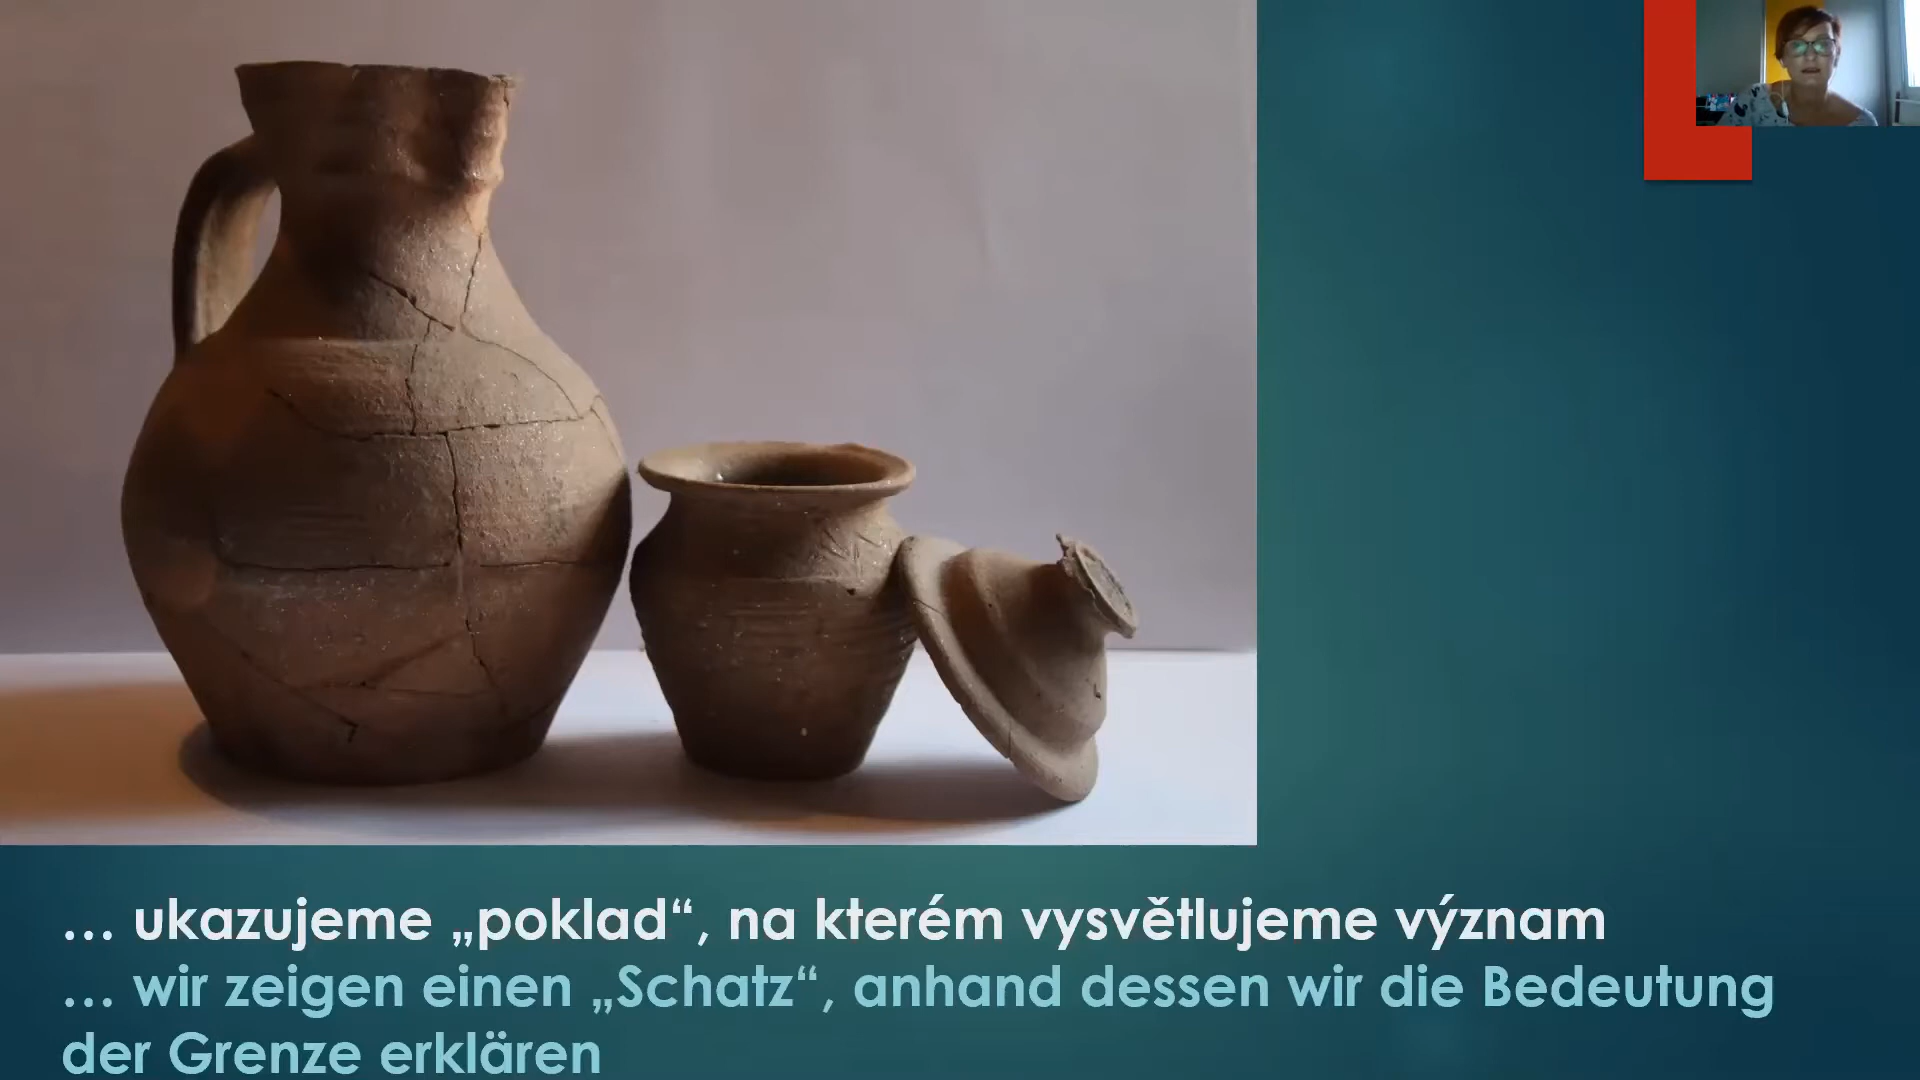 … ukazujeme „poklad“, na kterém vysvětlujeme význam
… wir zeigen einen „Schatz“, anhand dessen wir die Bedeutung
der Grenze erklären